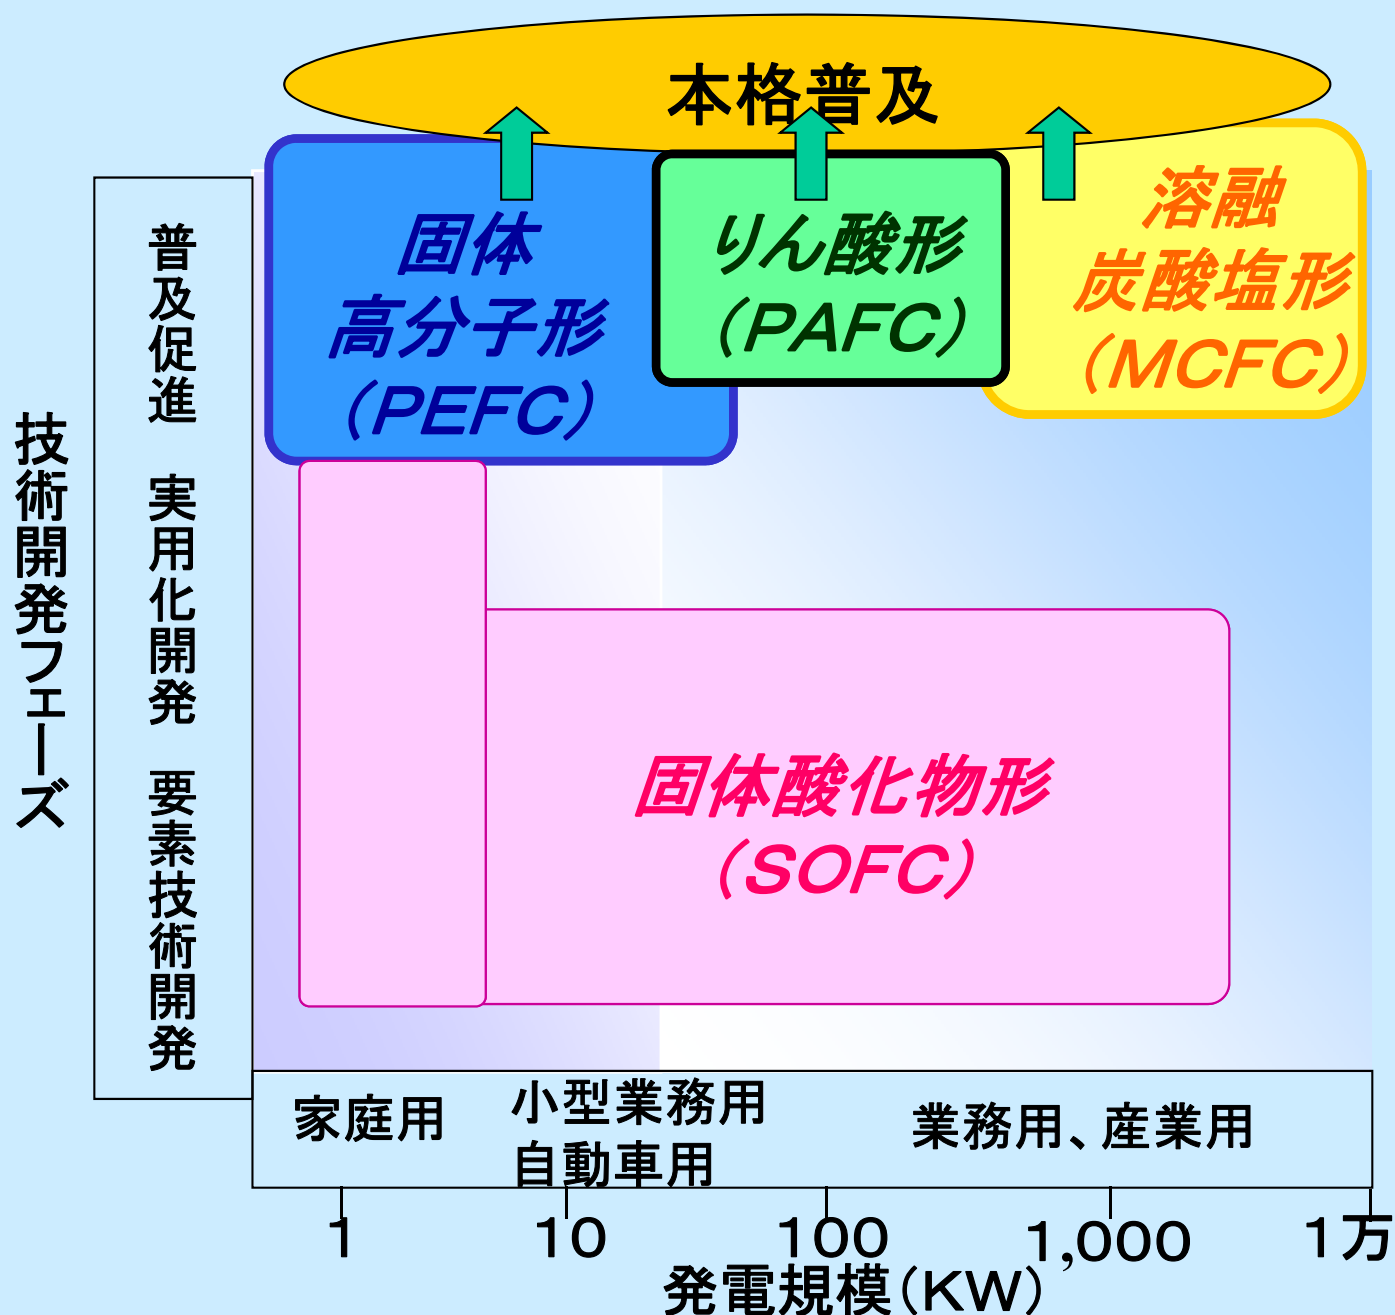 本格普及
固体
高分子形
（PEFC）
りん酸形
（PAFC）
溶融
炭酸塩形
（MCFC）
技術開発フェーズ
普及促進　実用化開発　要素技術開発
固体酸化物形
（SOFC）
家庭用
小型業務用
自動車用
業務用、産業用
1
10
100
1,000
1万
発電規模（KW）